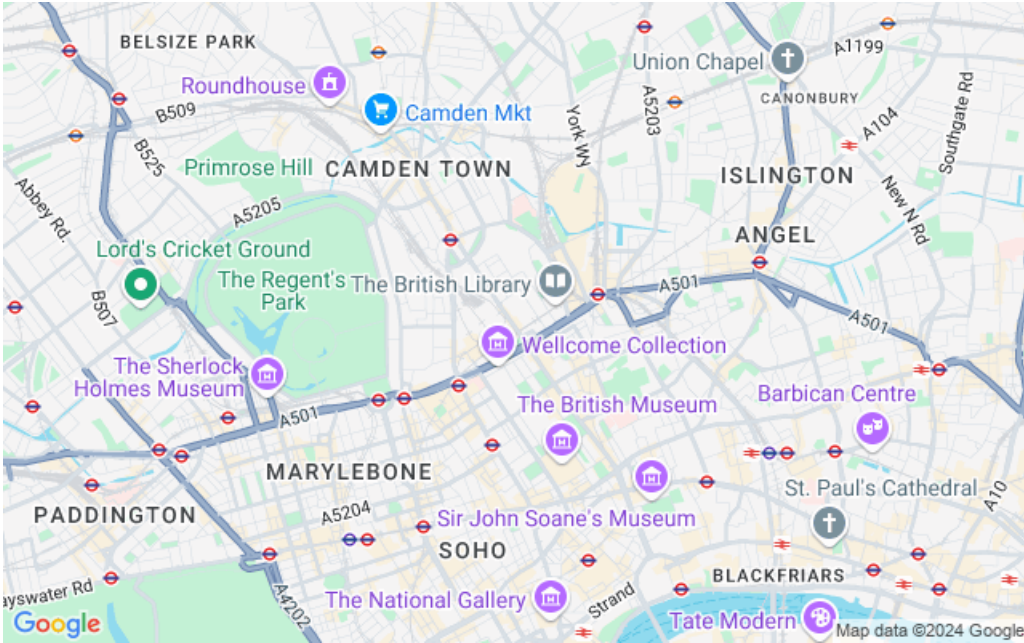 BELSIZE PARK
A1199
Union Chapel
Roundhouse
CANONBURY
B509
Camden Mkt
York WN
A5203
A104
Southgate Rd
B525
Primrose Hill
CAMDEN TOWN
ISLINGTON
Abbey Rd.
A5205
New N Rd
ANGEL
Lord's Cricket Ground
The Regent's
Park
The British Library
A501
B507
A501
Wellcome Collection
The Sherlock
Holmes Museum
Barbican Centre
A501
The British Museum
MARYLEBONE
St. Paul's Cathedral
A10
PADDINGTON
A5204
Sir John Soane's Museum
SOHO
BLACKFRIARS
ayswater Rd
A4202
The National Gallery
Strand
Tate Modern
Google
Map data ©2024 Google